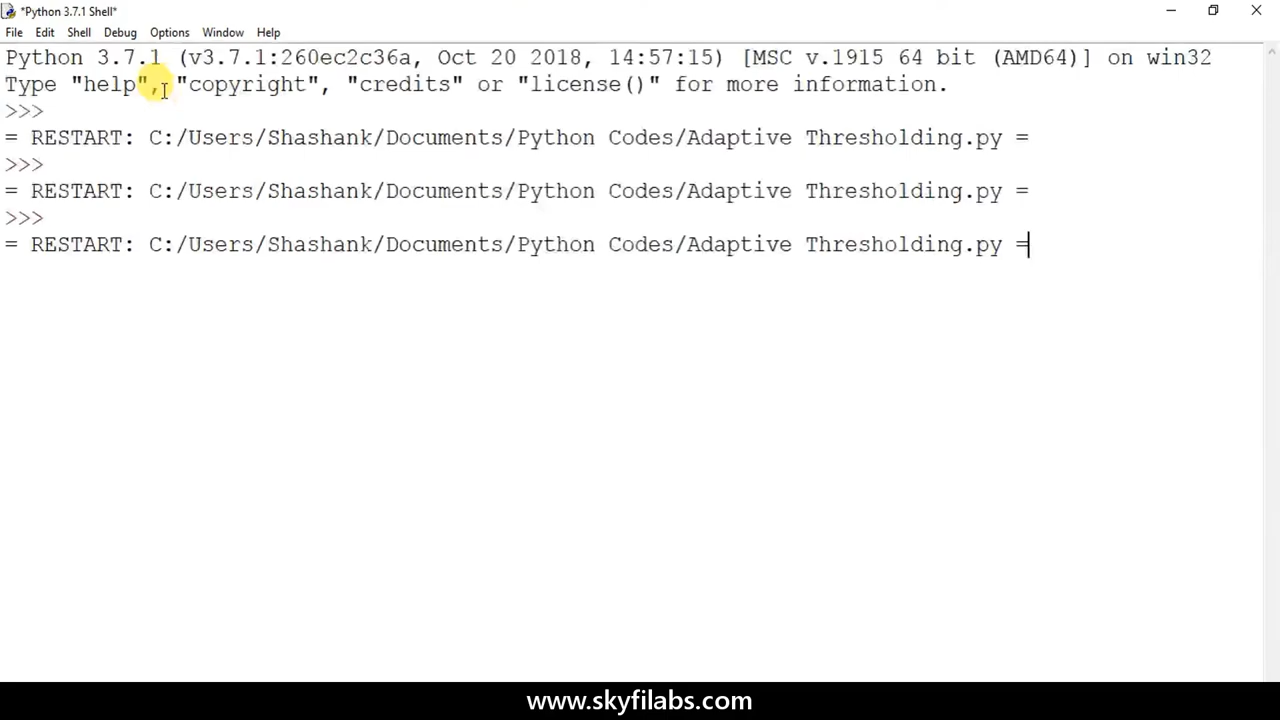 *Python 3.7.1 Shell*
File Edit Shell Debug Options Window Help
Python 3.7.1 (v3.7.1:260ec2c36a, Oct 20 2018, 14:57:15) [MSC v.1915 64 bit (AMD64)] on win32
Type "help", "copyright", "credits" or "license()" for more information.
>>>
= RESTART: C:/Users/Shashank/Documents/Python Codes/Adaptive Thresholding.py =
>>>
= RESTART: C:/Users/Shashank/Documents/Python Codes/Adaptive Thresholding.py =
>>>
= RESTART: C:/Users/Shashank/Documents/Python Codes/Adaptive Thresholding.py =
www.skyfilabs.com